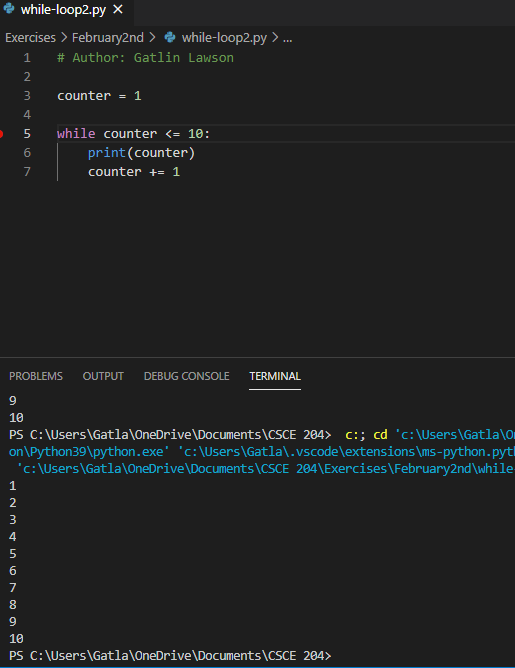 while-loop2.py
Exercises > February2nd > while-loop2.py > ...
1 # Author: Gatlin Lawson
2
3 counter = 1
4
5 while counter <= 10:
6     print(counter)
7     counter += 1
PROBLEMS OUTPUT DEBUG CONSOLE TERMINAL
9
10
PS C:\Users\Gatla\OneDrive\Documents\CSCE 204>  c:; cd 'c:\Users\Gatla\On
on\Python39\python.exe' 'c:\Users\Gatla\.vscode\extensions\ms-python.pyth
 'c:\Users\Gatla\OneDrive\Documents\CSCE 204\Exercises\February2nd\while
1
2
3
4
5
6
7
8
9
10
PS C:\Users\Gatla\OneDrive\Documents\CSCE 204>